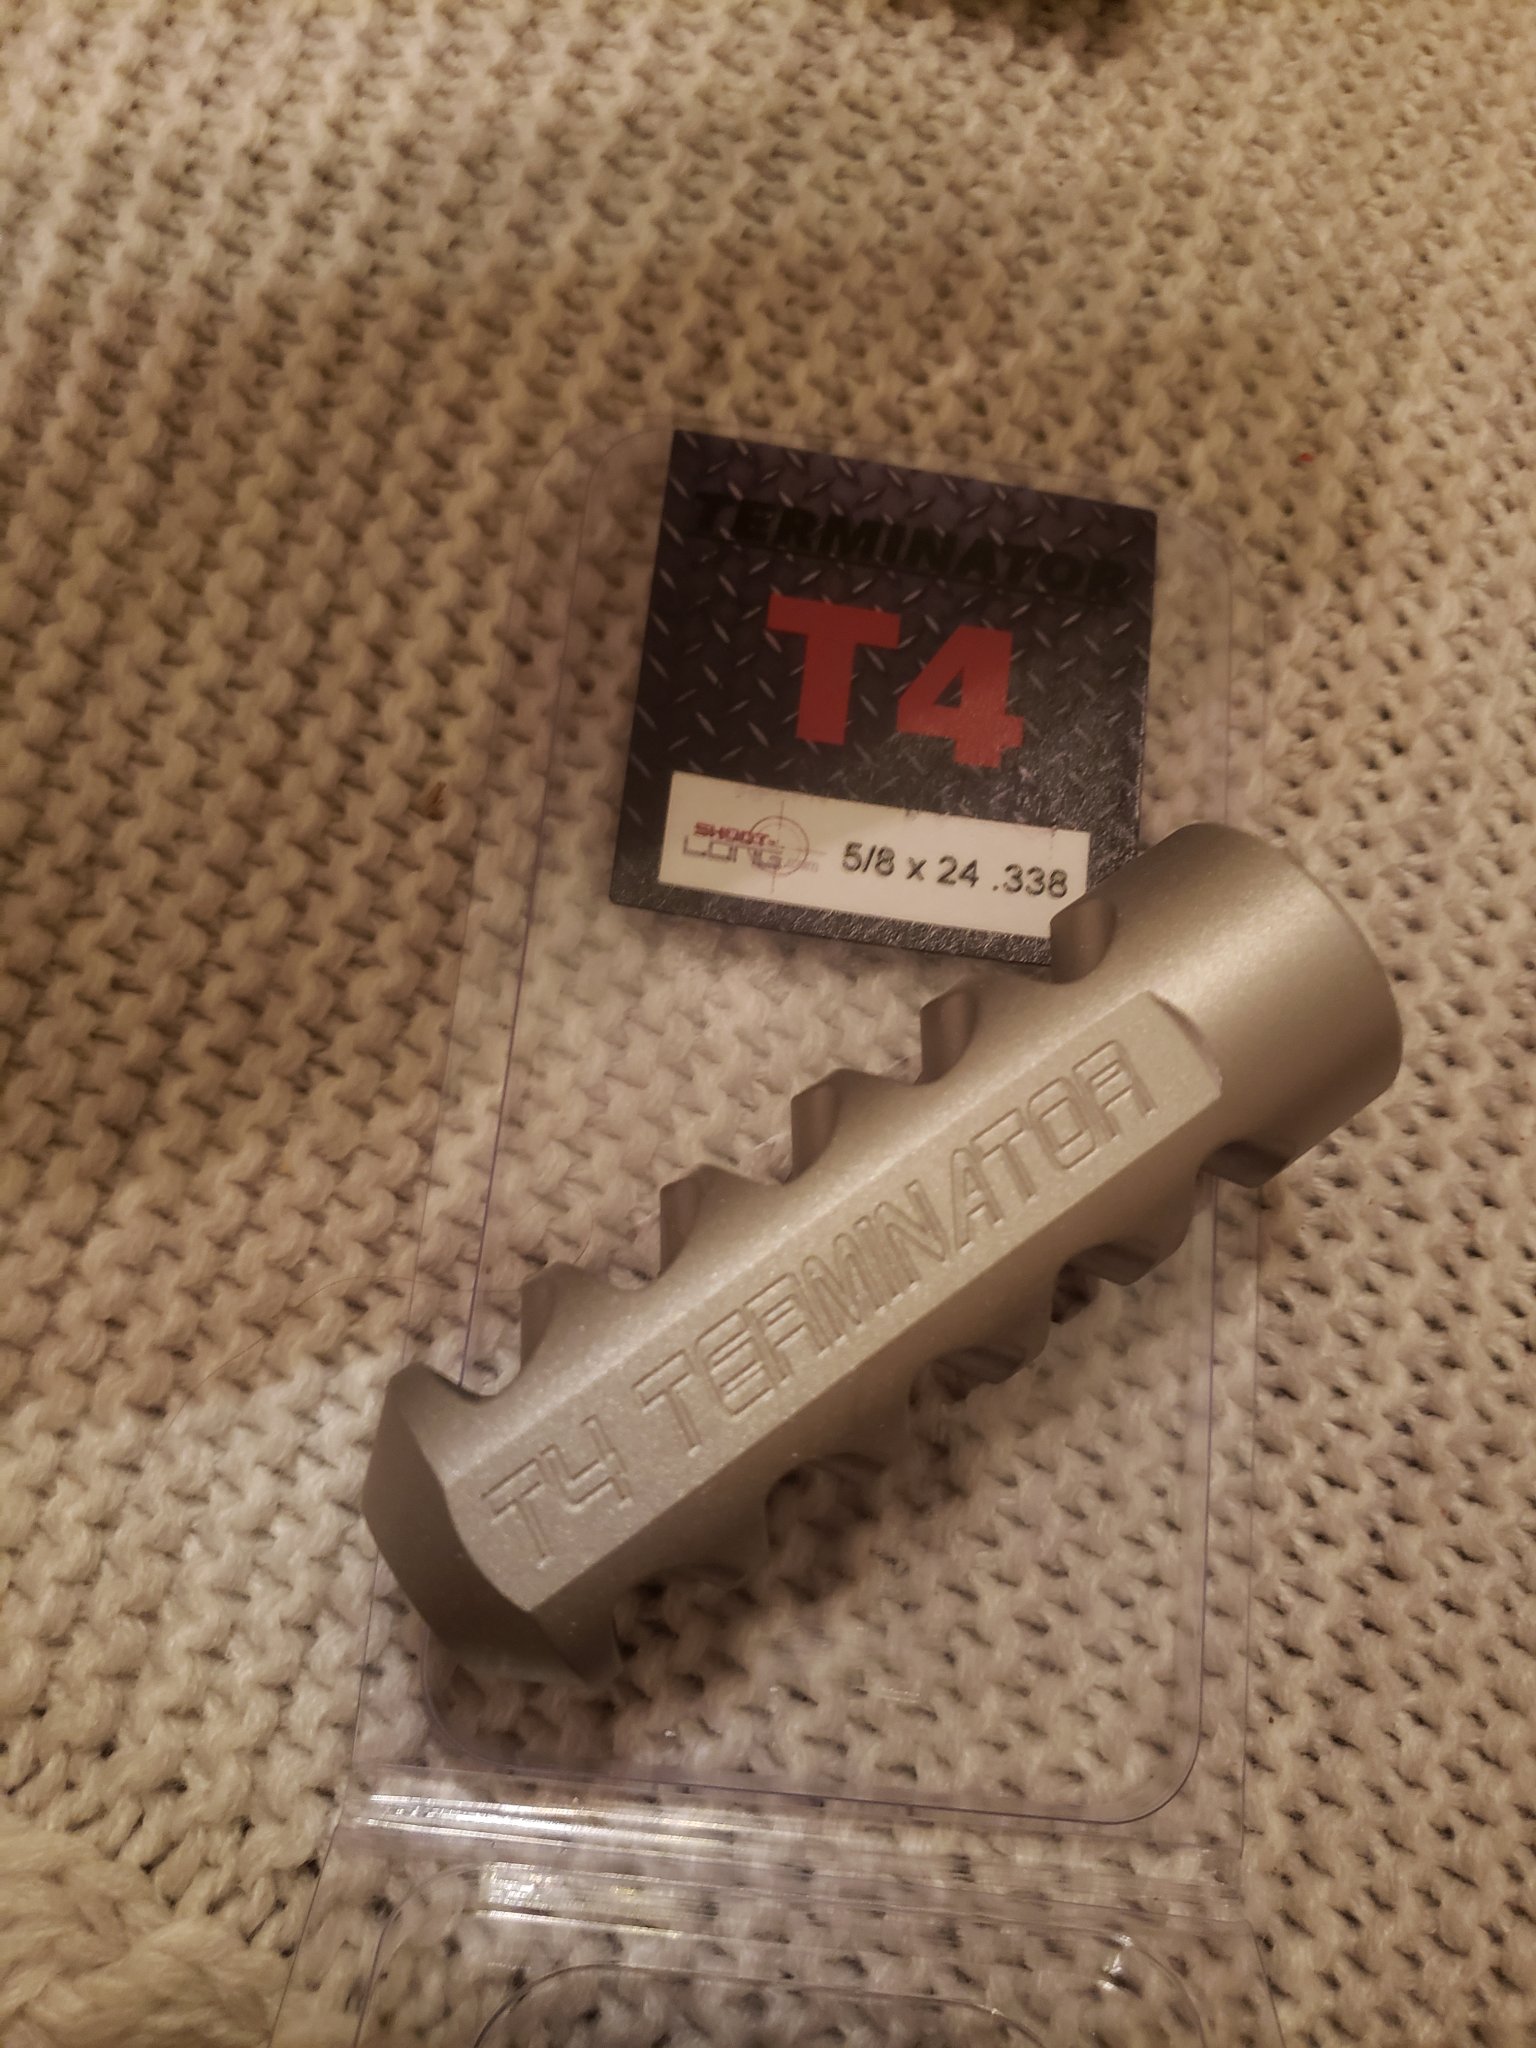 TERMINATOR
T4
SHOOT
LONG
5/8 x 24 .338
T4 TERMINATOR